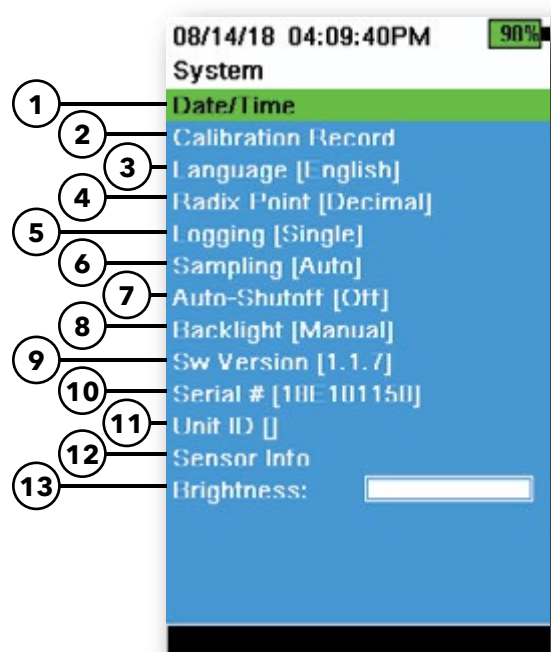 08/14/18 04:09:40PM 90%
System
1 Date/Time
2 Calibration Record
3 Language [English]
4 Radix Point [Decimal]
5 Logging [Single]
6 Sampling [Auto]
7 Auto-Shutoff [Off]
8 Backlight [Manual]
9 Sw Version [1.1.7]
10 Serial # [18E101150]
11 Unit ID []
12 Sensor Info
13 Brightness: